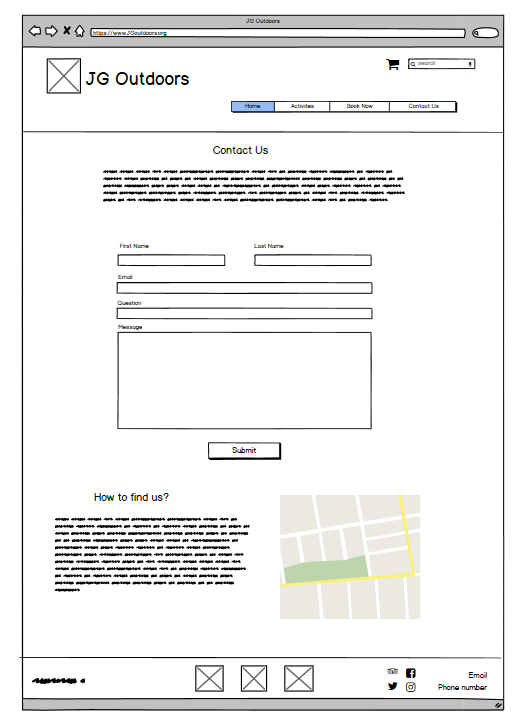 JG Outdoors
https://www.JGoutdoors.org
JG Outdoors
search
Home Activities Book Now Contact Us
Contact Us
First Name Last Name
Email
Question
Message
Submit
How to find us?
Email
Phone number